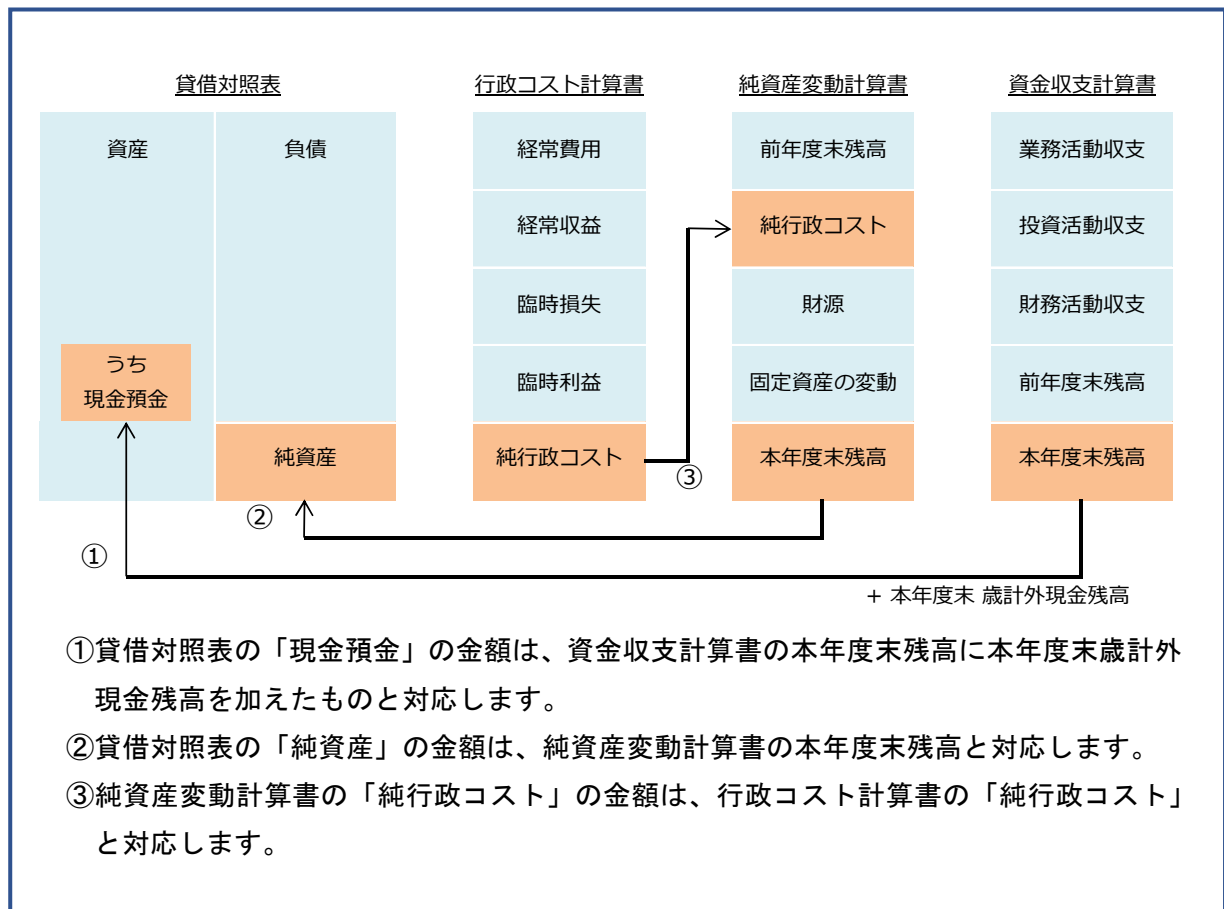 貸借対照表
行政コスト計算書
純資産変動計算書
資金収支計算書
資産
負債
うち
現金預金
純資産
経常費用
経常収益
臨時損失
臨時利益
純行政コスト
前年度末残高
純行政コスト
財源
固定資産の変動
本年度末残高
業務活動収支
投資活動収支
財務活動収支
前年度末残高
本年度末残高
③
②
①
+ 本年度末 歳計外現金残高
①貸借対照表の「現金預金」の金額は、資金収支計算書の本年度末残高に本年度末歳計外
現金残高を加えたものと対応します。
②貸借対照表の「純資産」の金額は、純資産変動計算書の本年度末残高と対応します。
③純資産変動計算書の「純行政コスト」の金額は、行政コスト計算書の「純行政コスト」
と対応します。